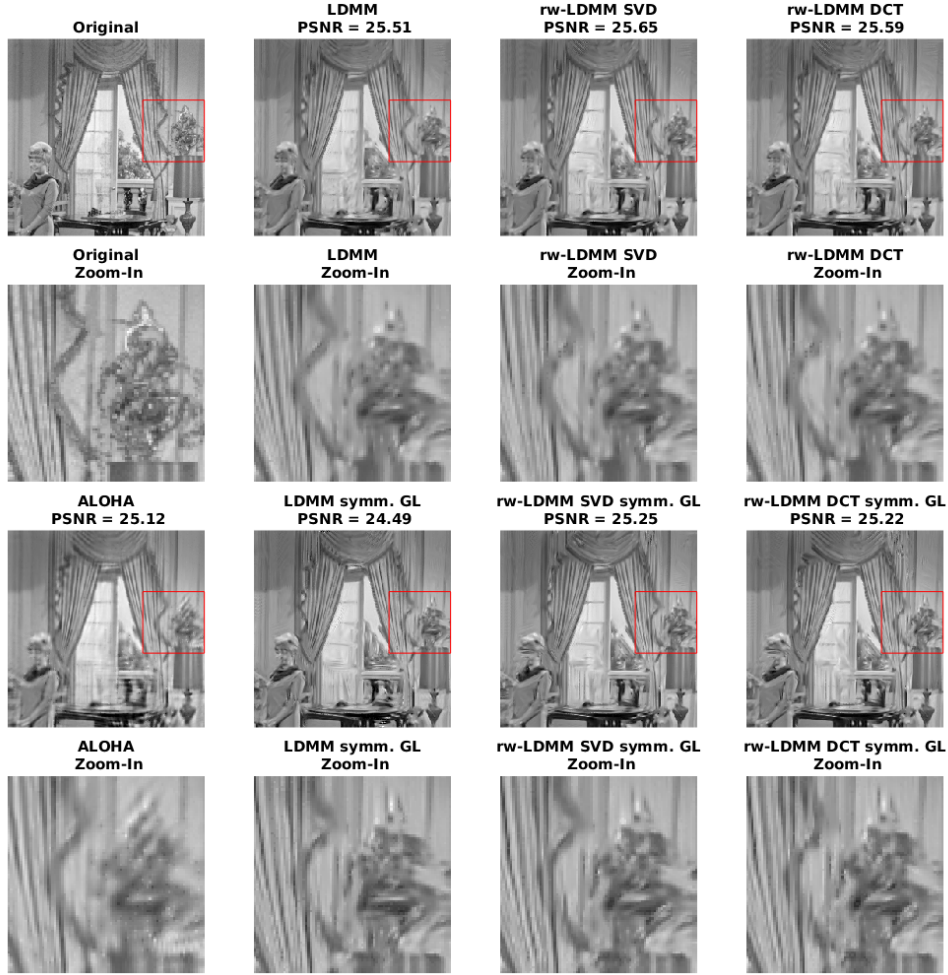 Original
LDMM
PSNR = 25.51
rw-LDMM SVD
PSNR = 25.65
rw-LDMM DCT
PSNR = 25.59
Original
Zoom-In
LDMM
Zoom-In
rw-LDMM SVD
Zoom-In
rw-LDMM DCT
Zoom-In
ALOHA
PSNR = 25.12
LDMM symm. GL
PSNR = 24.49
rw-LDMM SVD symm. GL
PSNR = 25.25
rw-LDMM DCT symm. GL
PSNR = 25.22
ALOHA
Zoom-In
LDMM symm. GL
Zoom-In
rw-LDMM SVD symm. GL
Zoom-In
rw-LDMM DCT symm. GL
Zoom-In